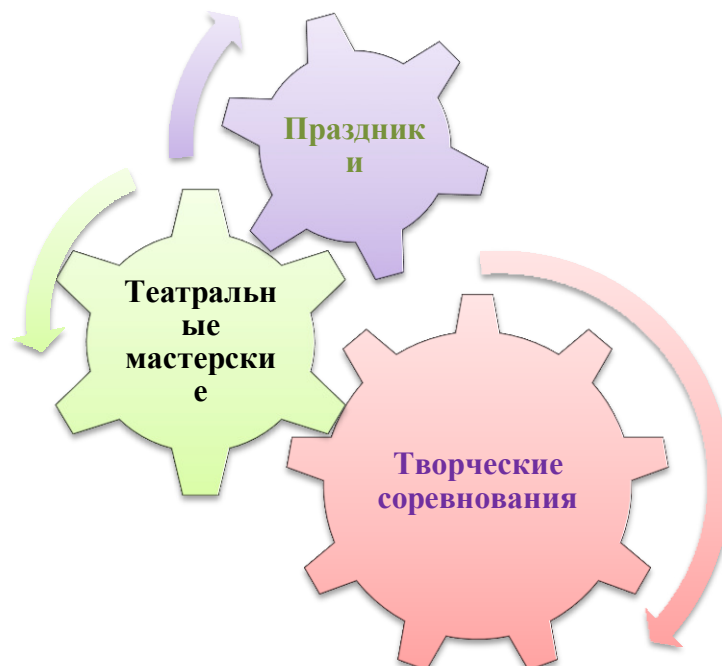 Праздник
и
Театральн
ые
мастерски
е
Творческие
соревнования